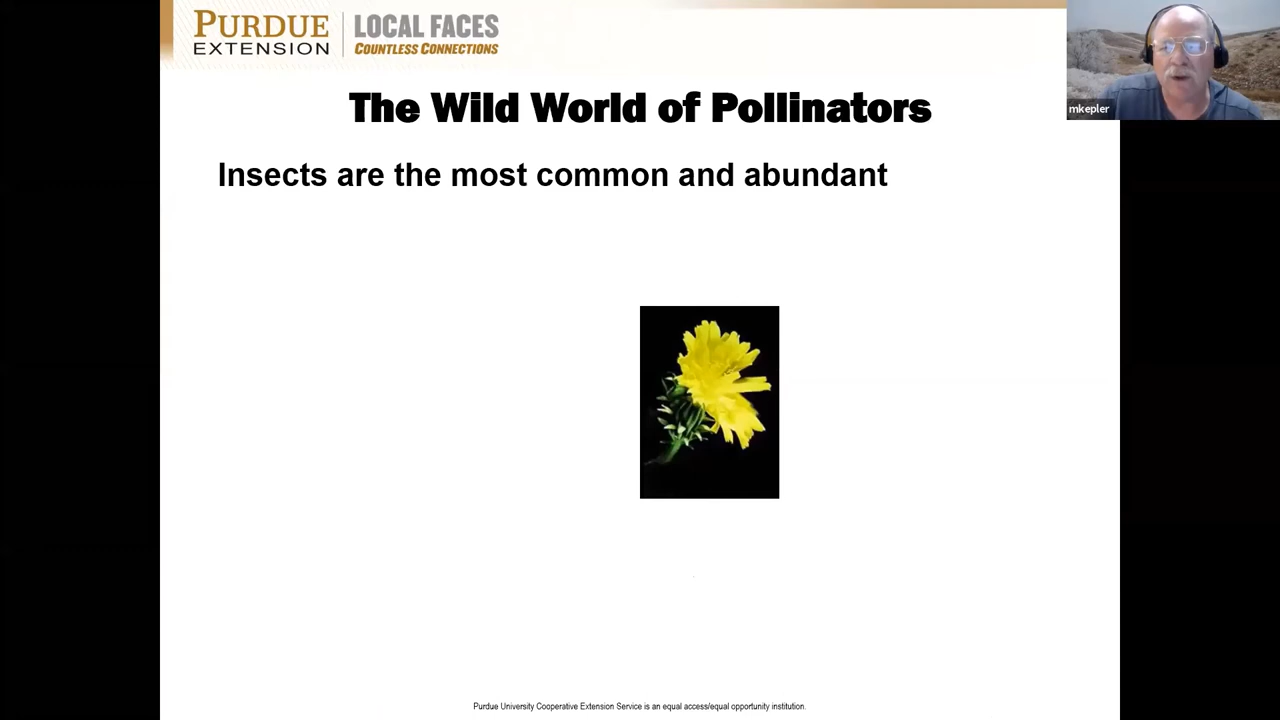 PURDUE
EXTENSION
LOCAL FACES
COUNTLESS CONNECTIONS
mkepler
The Wild World of Pollinators
Insects are the most common and abundant
Purdue University Cooperative Extension Service is an equal access/equal opportunity institution.